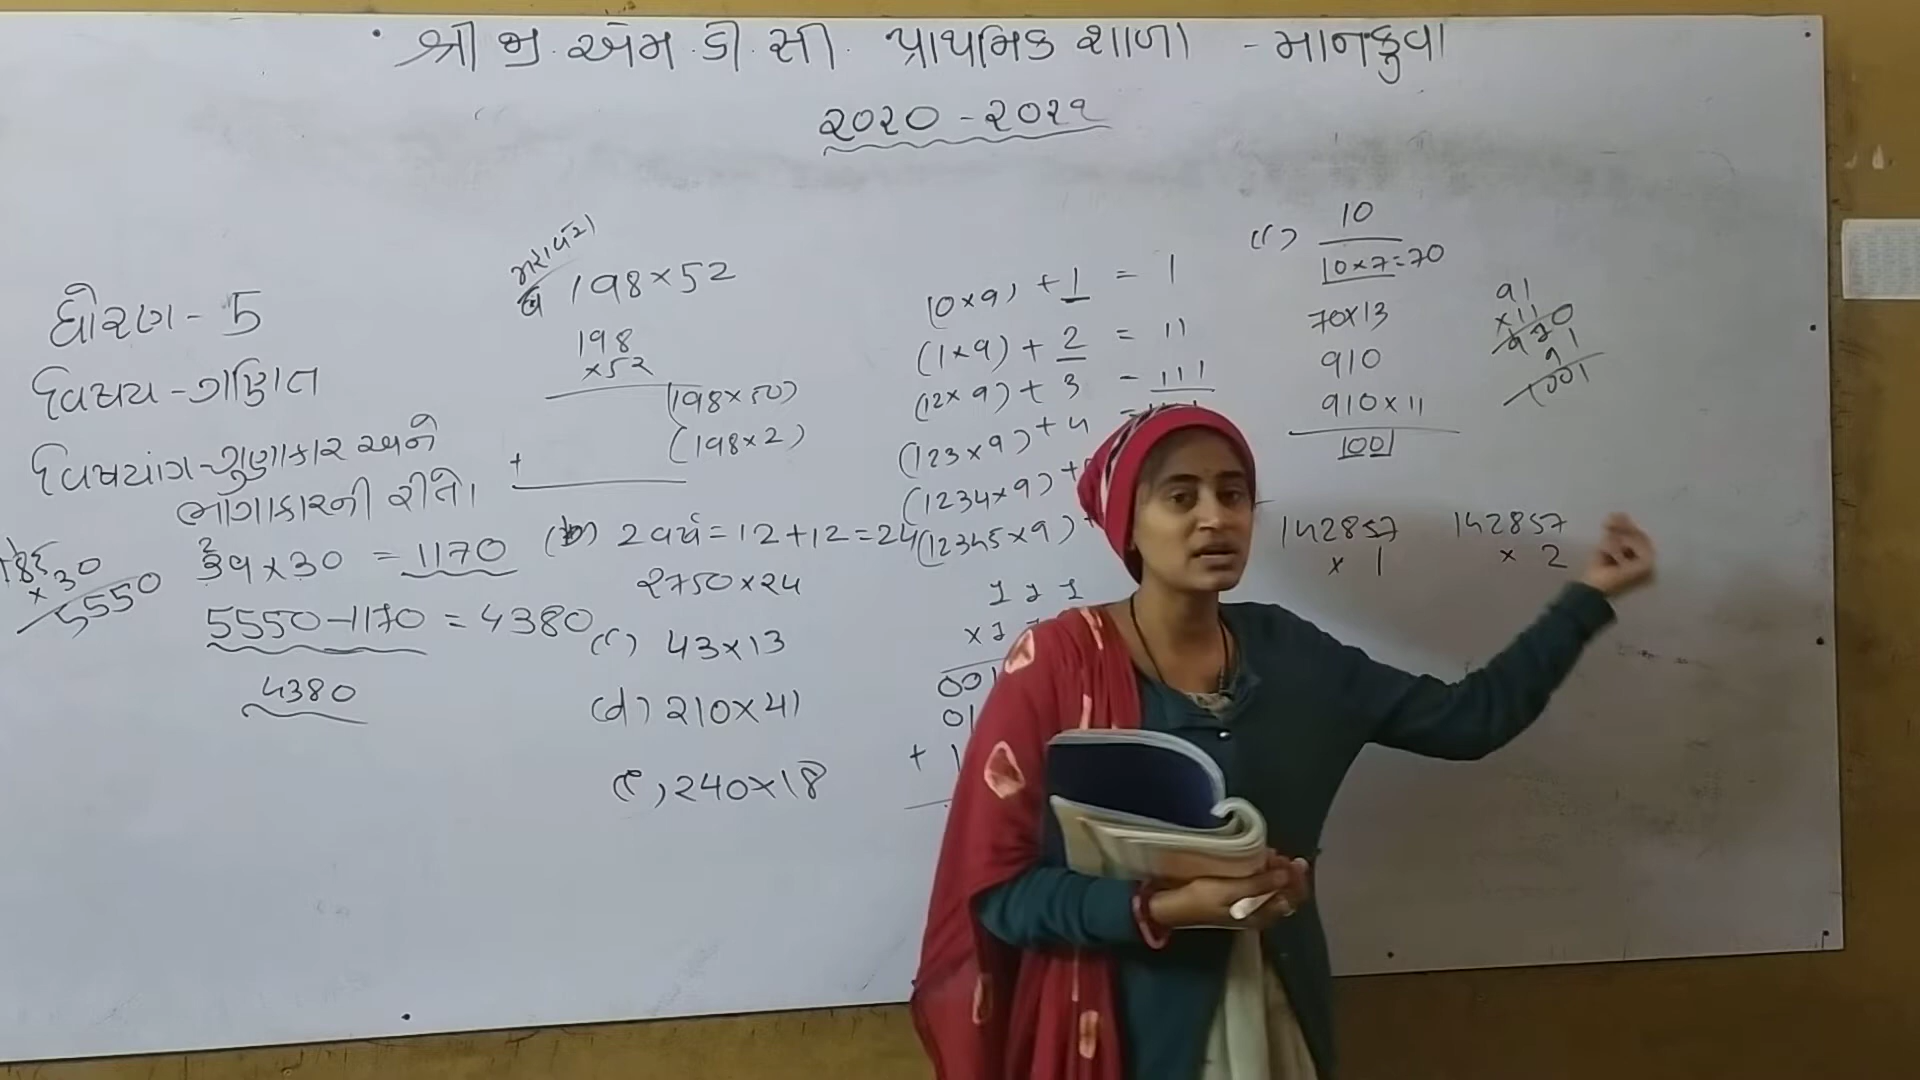 શ્રી જી.એમ.ડી.સી. પ્રાથમિક શાળા - માનકુવા
૨૦૨૦ - ૨૦૨૧
ધોરણ - 5
વિષય - ગણિત
વિષયાંગ - ગુણાકાર અને
ભાગાકારની રીતો.
× 30
5550
39 × 30 = 1170
5550 - 1170 = 4380
4380
198 × 52
198
× 52
(198 × 50)
(198 × 2)
+
(b) 2 વર્ષ = 12 + 12 = 24
2750 × 24
(c) 43 × 13
(d) 210 × 41
(e) 240 × 18
(0 × 9) + 1 = 1
(1 × 9) + 2 = 11
(12 × 9) + 3 = 111
(123 × 9) + 4
(1234 × 9) +
(12345 × 9) +
10
10 × 7 = 70
70 × 13
910
910 × 11
1001
91
× 11
91
1001
142857
× 1
142857
× 2